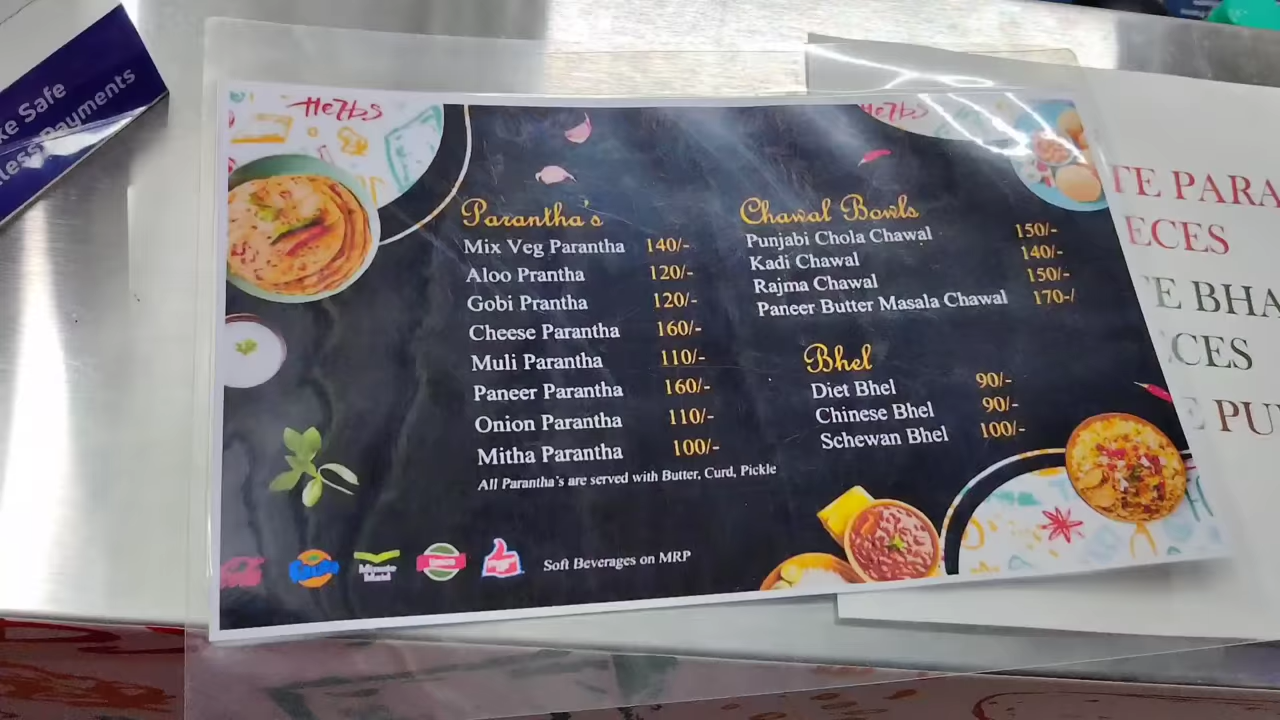 ke Safe
less Payments
Herbs
Herbs
Parantha's
Mix Veg Parantha 140/-
Aloo Prantha 120/-
Gobi Prantha 120/-
Cheese Parantha 160/-
Muli Parantha 110/-
Paneer Parantha 160/-
Onion Parantha 110/-
Mitha Parantha 100/-
All Parantha's are served with Butter, Curd, Pickle
Chawal Bowls
Punjabi Chola Chawal 150/-
Kadi Chawal 140/-
Rajma Chawal 150/-
Paneer Butter Masala Chawal 170-/
Bhel
Diet Bhel 90/-
Chinese Bhel 90/-
Schewan Bhel 100/-
Fanta
Minute Maid
Soft Beverages on MRP
TE PARA
ECES
E BHA
CES
E PU